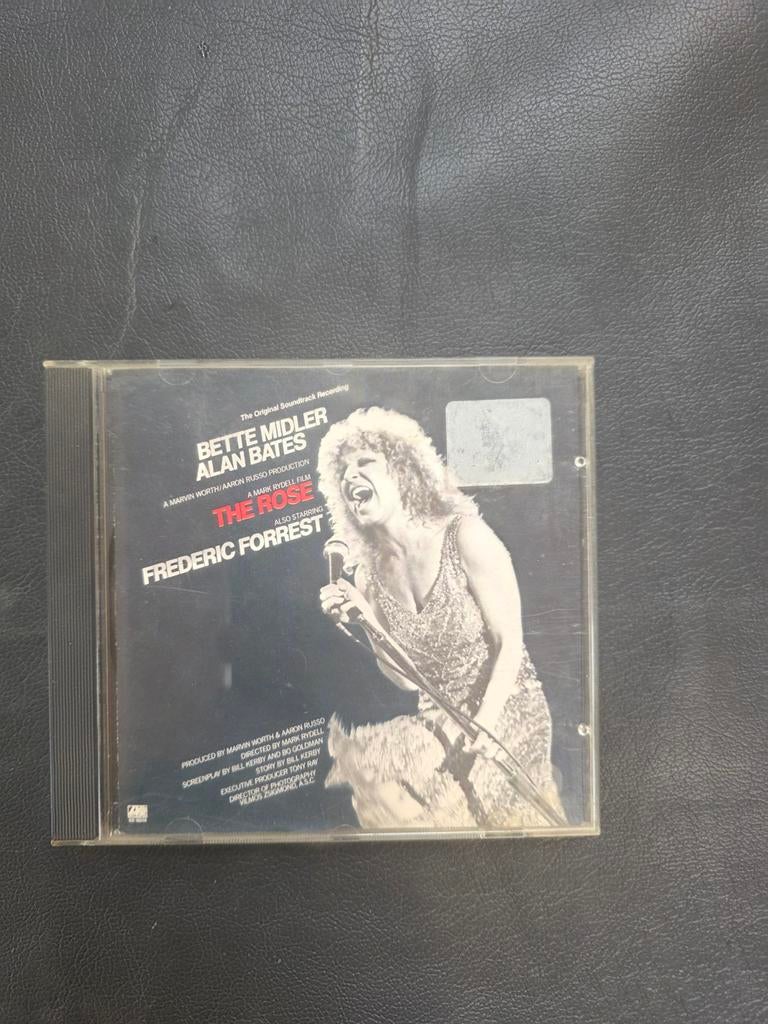 The Original Soundtrack Recording
BETTE MIDLER
ALAN BATES
A MARVIN WORTH/AARON RUSSO PRODUCTION
A MARK RYDELL FILM
THE ROSE
ALSO STARRING
FREDERIC FORREST
PRODUCED BY MARVIN WORTH & AARON RUSSO
DIRECTED BY MARK RYDELL
SCREENPLAY BY BILL KERBY AND BO GOLDMAN
STORY BY BILL KERBY
EXECUTIVE PRODUCER TONY RAY
DIRECTOR OF PHOTOGRAPHY
VILMOS ZSIGMOND, A.S.C.